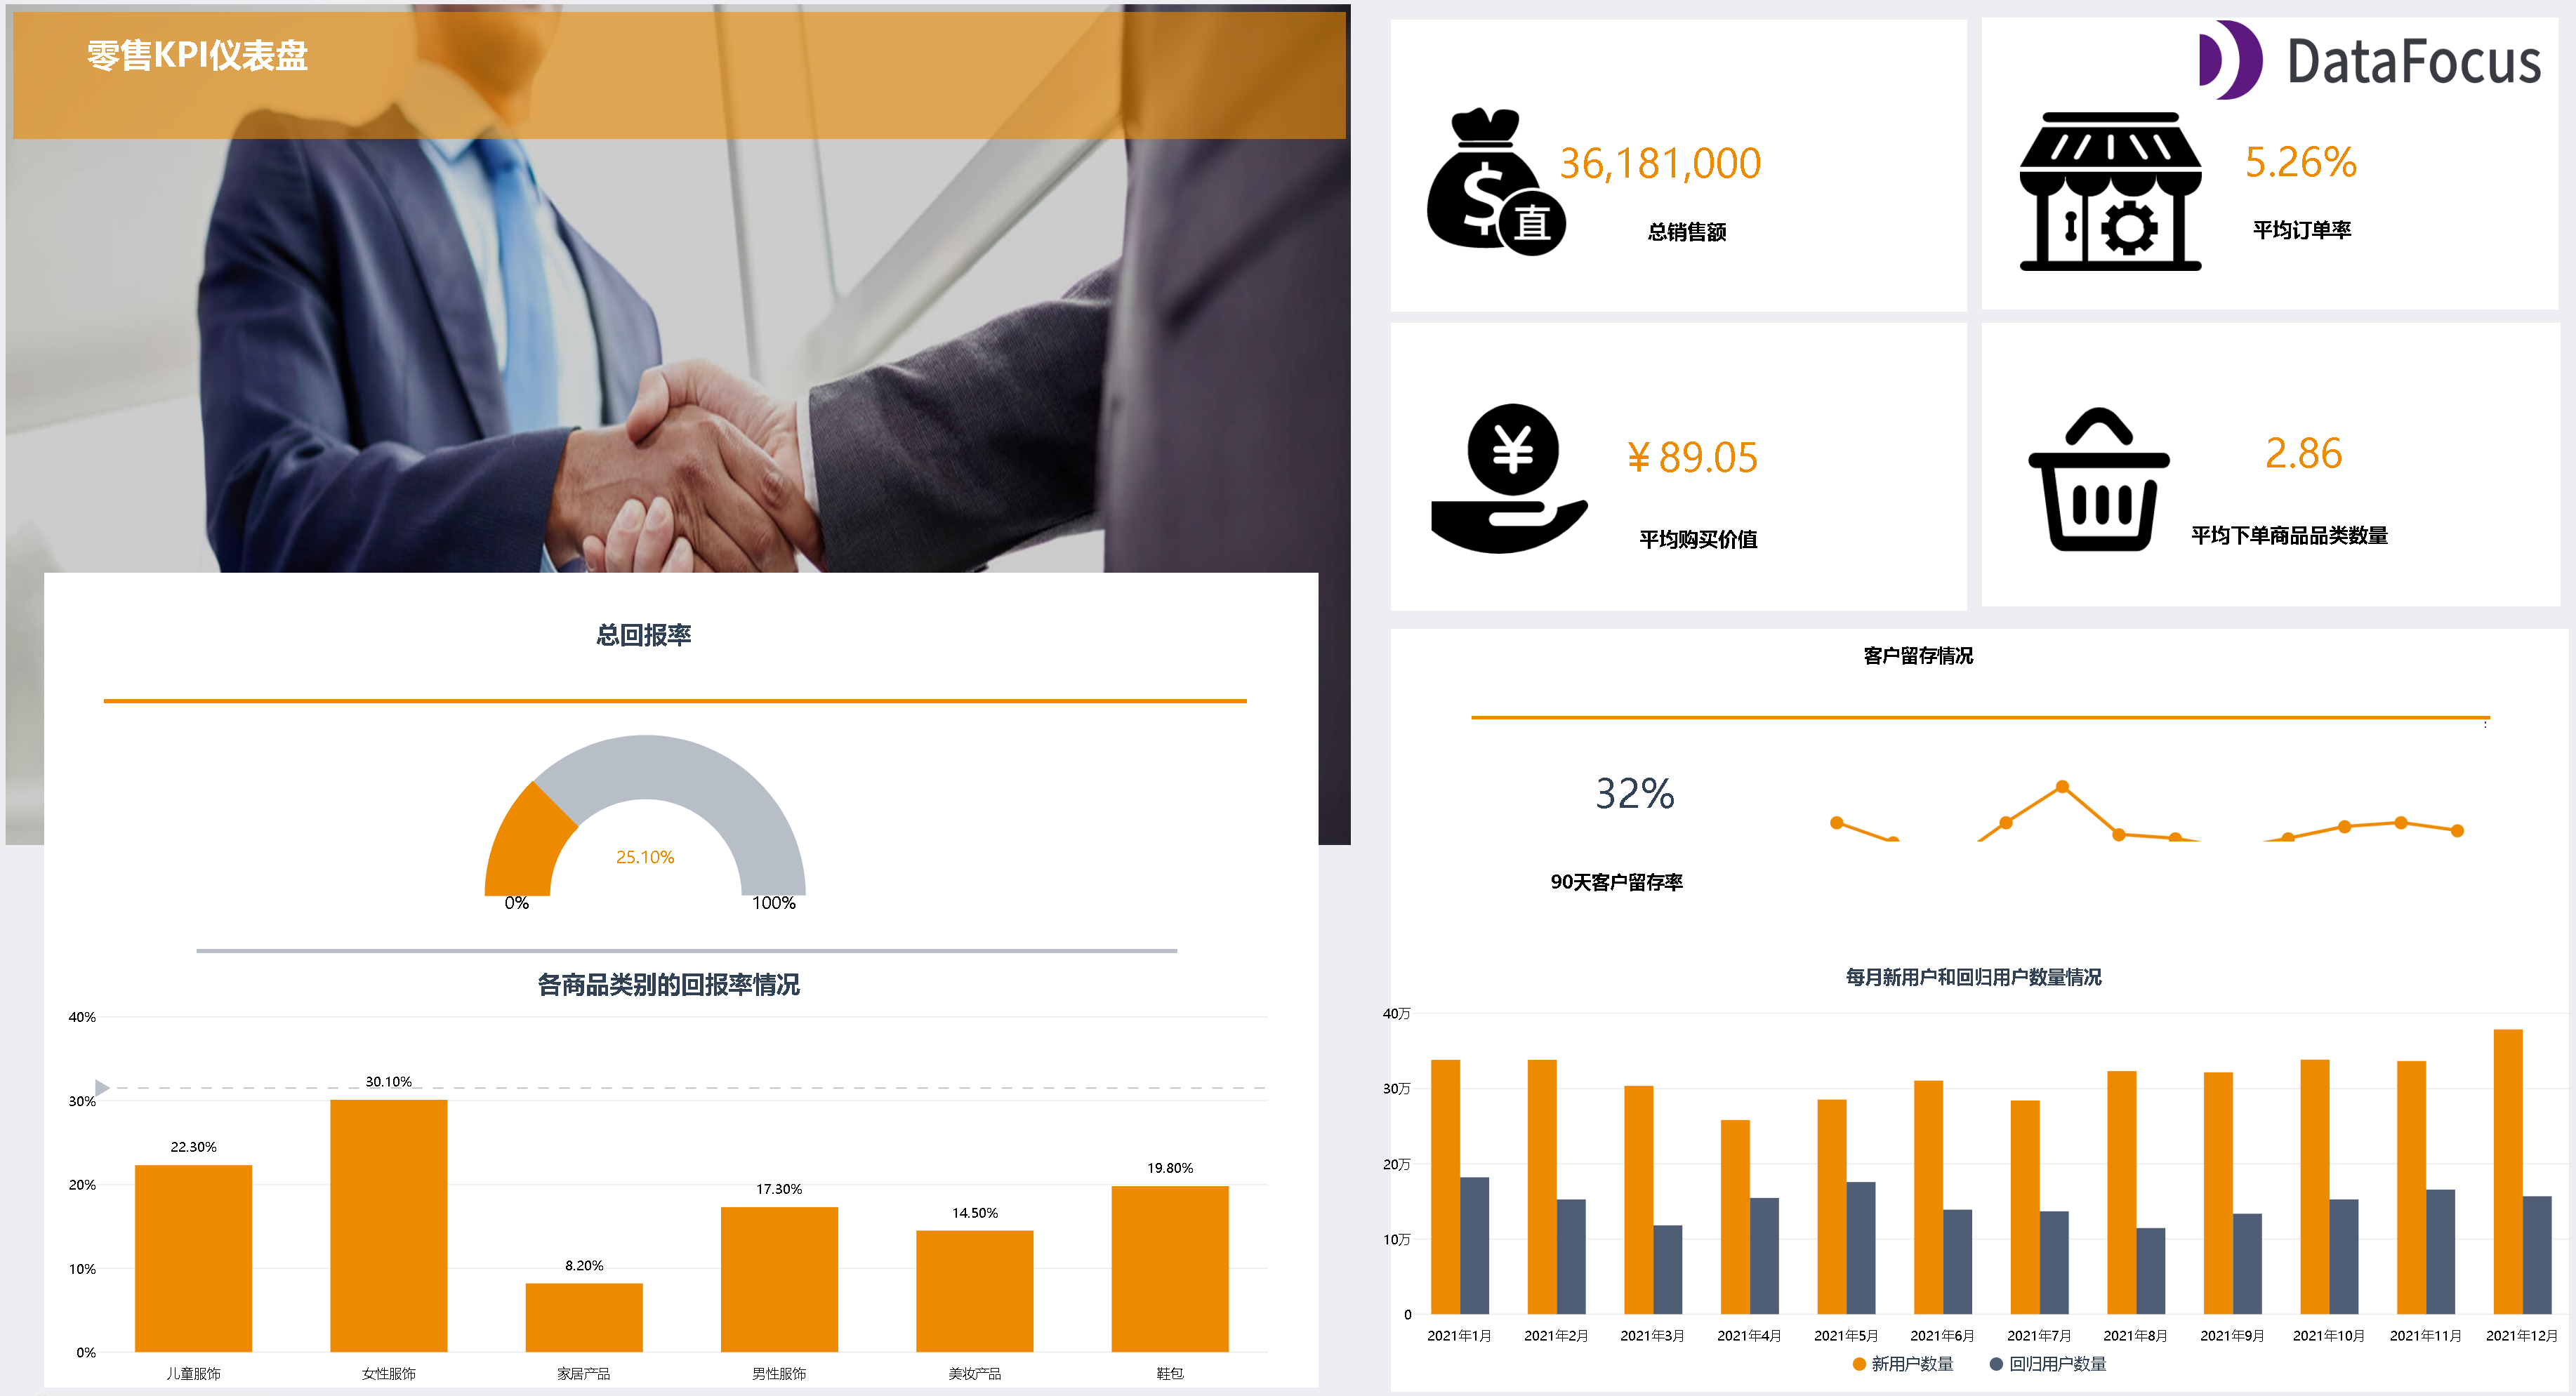 零售KPI仪表盘
DataFocus
$
直
36,181,000
总销售额
5.26%
平均订单率
¥
¥ 89.05
平均购买价值
2.86
平均下单商品品类数量
总回报率
25.10%
0%
100%
各商品类别的回报率情况
40%
30%
20%
10%
0%
22.30%
30.10%
8.20%
17.30%
14.50%
19.80%
儿童服饰
女性服饰
家居产品
男性服饰
美妆产品
鞋包
客户留存情况
32%
90天客户留存率
每月新用户和回归用户数量情况
40万
30万
20万
10万
0
2021年1月
2021年2月
2021年3月
2021年4月
2021年5月
2021年6月
2021年7月
2021年8月
2021年9月
2021年10月
2021年11月
2021年12月
新用户数量
回归用户数量